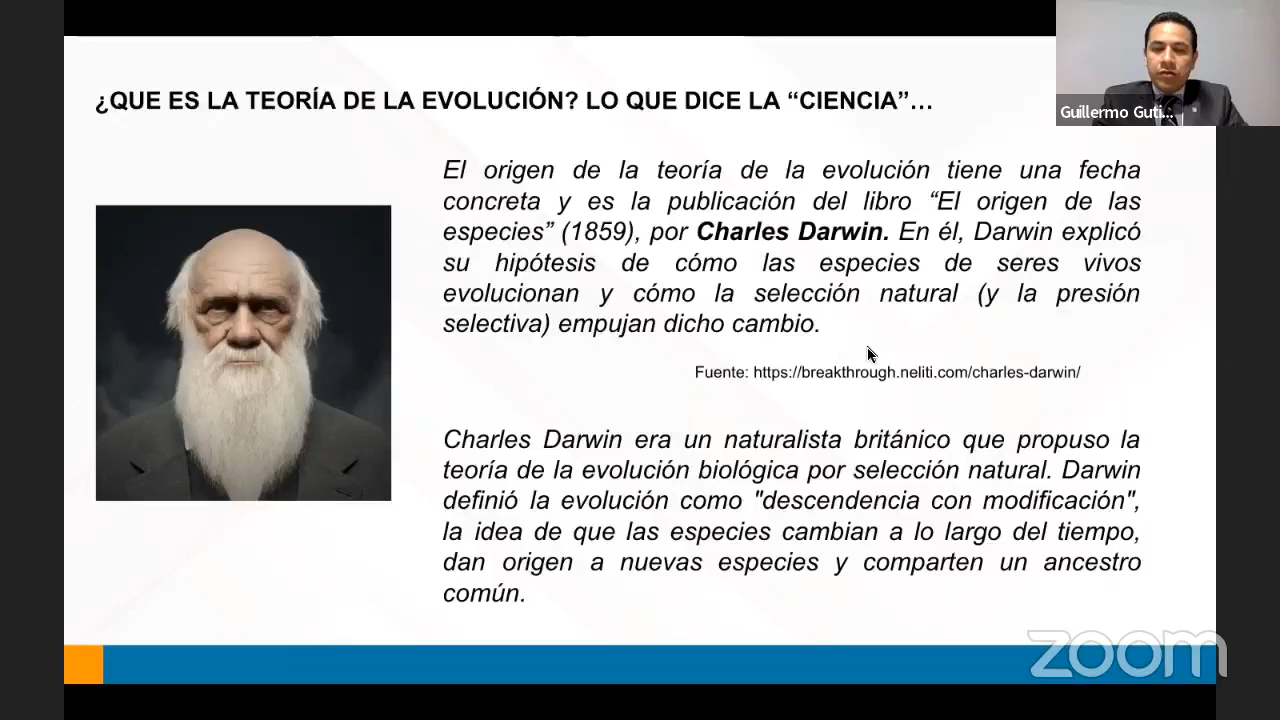 ¿QUE ES LA TEORÍA DE LA EVOLUCIÓN? LO QUE DICE LA “CIENCIA”…
Guillermo Guti...
El origen de la teoría de la evolución tiene una fecha
concreta y es la publicación del libro “El origen de las
especies” (1859), por Charles Darwin. En él, Darwin explicó
su hipótesis de cómo las especies de seres vivos
evolucionan y cómo la selección natural (y la presión
selectiva) empujan dicho cambio.
Fuente: https://breakthrough.neliti.com/charles-darwin/
Charles Darwin era un naturalista británico que propuso la
teoría de la evolución biológica por selección natural. Darwin
definió la evolución como "descendencia con modificación",
la idea de que las especies cambian a lo largo del tiempo,
dan origen a nuevas especies y comparten un ancestro
común.
zoom